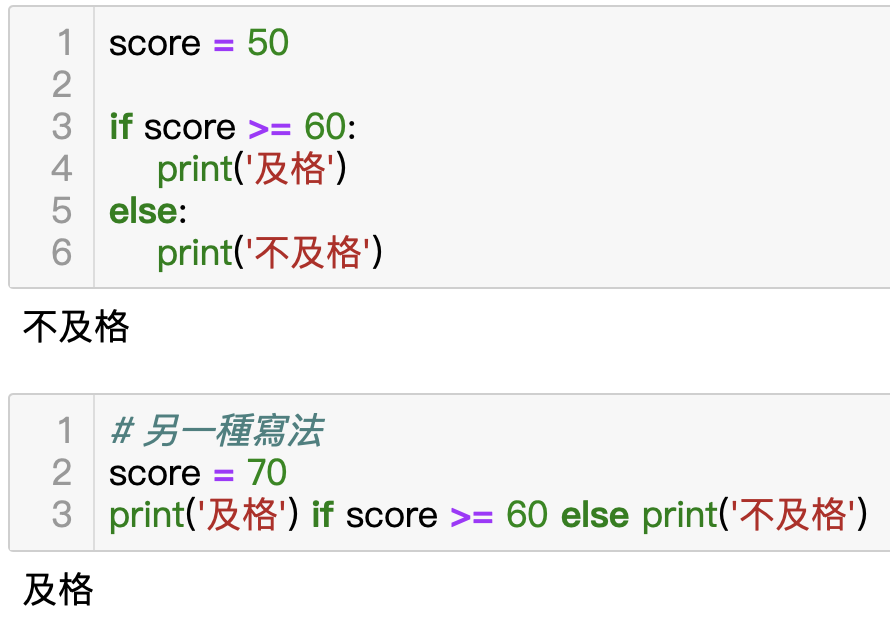 1 score = 50
2
3 if score >= 60:
4     print('及格')
5 else:
6     print('不及格')
不及格
1 # 另一種寫法
2 score = 70
3 print('及格') if score >= 60 else print('不及格')
及格